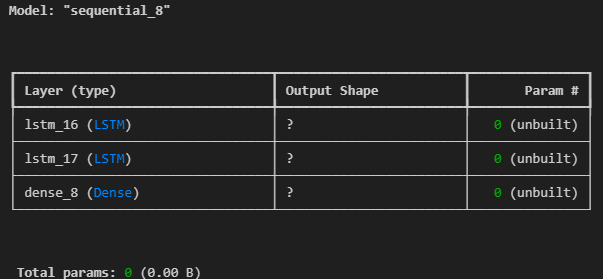 Model: "sequential_8"
Layer (type) Output Shape Param #
lstm_16 (LSTM) ? 0 (unbuilt)
lstm_17 (LSTM) ? 0 (unbuilt)
dense_8 (Dense) ? 0 (unbuilt)
Total params: 0 (0.00 B)